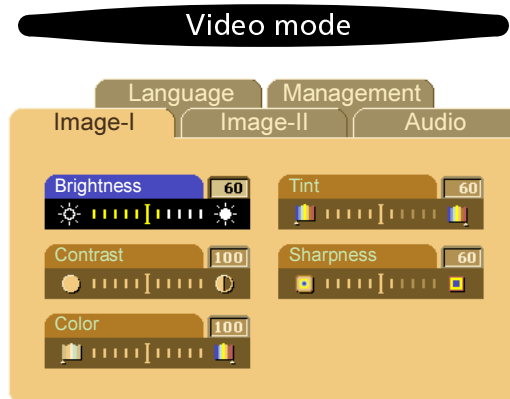 Video mode
Language Management
Image-I Image-II Audio
Brightness 60 Tint 60
Contrast 100 Sharpness 60
Color 100